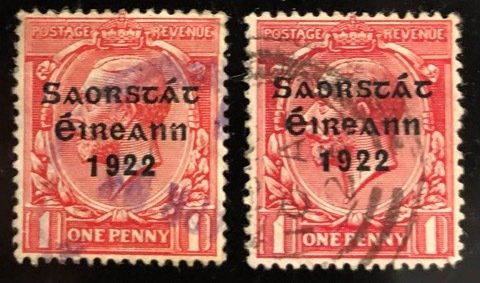 POSTAGE REVENUE
Saorstát
Éireann
1922
1 ONE PENNY 1
POSTAGE REVENUE
Saorstát
Éireann
1922
1 ONE PENNY 1